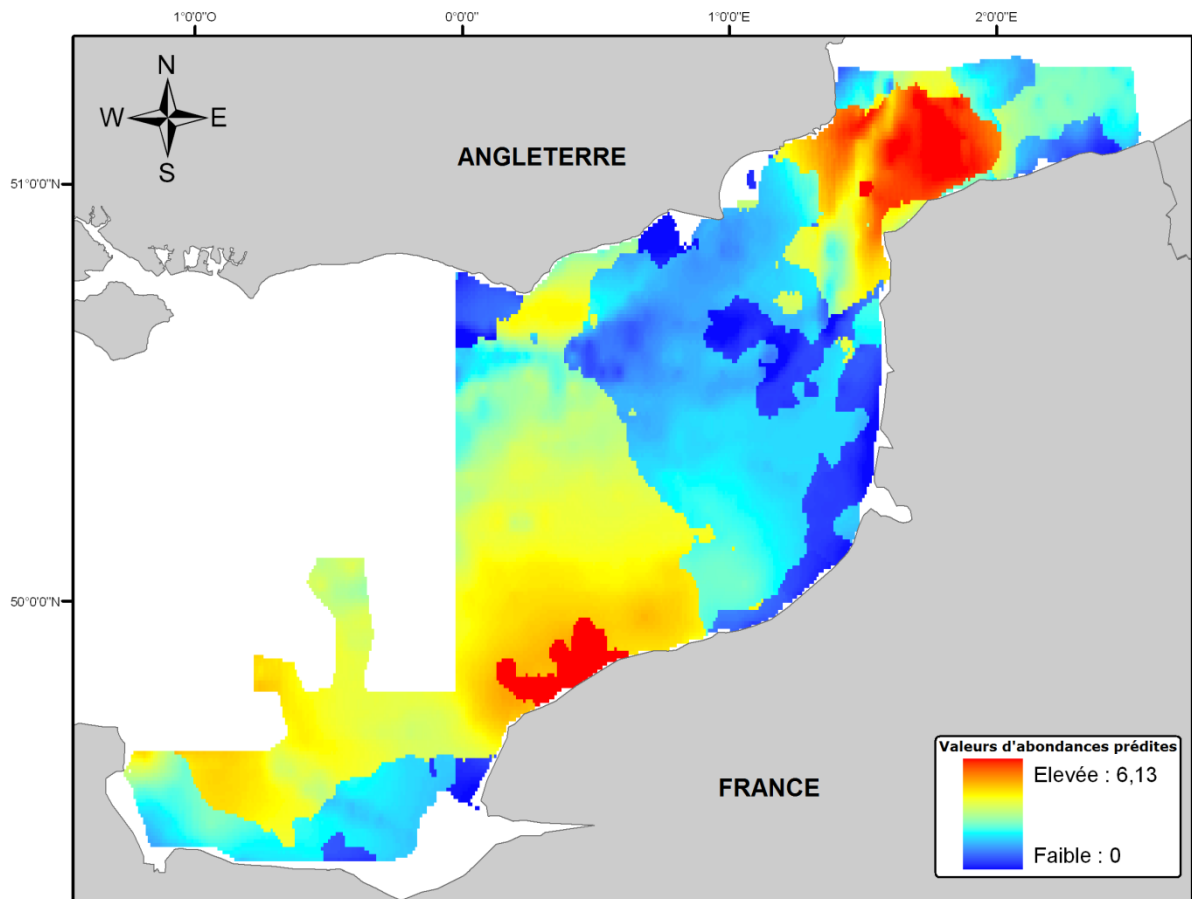 1°0'0"O 0°0'0" 1°0'0"E 2°0'0"E
N
W E
S
ANGLETERRE
51°0'0"N
50°0'0"N
FRANCE
Valeurs d'abondances prédites
Elevée : 6,13
Faible : 0